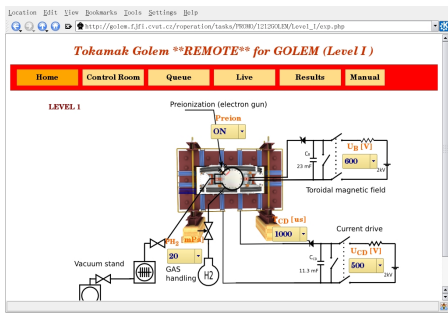 Location Edit View Bookmarks Tools Settings Help
http://golem.fjfi.cvut.cz/roperation/tasks/PROMO/1212GOLEM/Level_I/exp.php
Tokamak Golem **REMOTE** for GOLEM (Level I )
Home Control Room Queue Live Results Manual
LEVEL 1
Preionization (electron gun)
Preion
ON
CB
23 mF
UB [V]
600
2kV
Toroidal magnetic field
TCD [us]
1000
Current drive
PH2 [mPa]
20
UCD [V]
500
CCD
11.3 mF
2kV
Vacuum stand
GAS
handling
H2